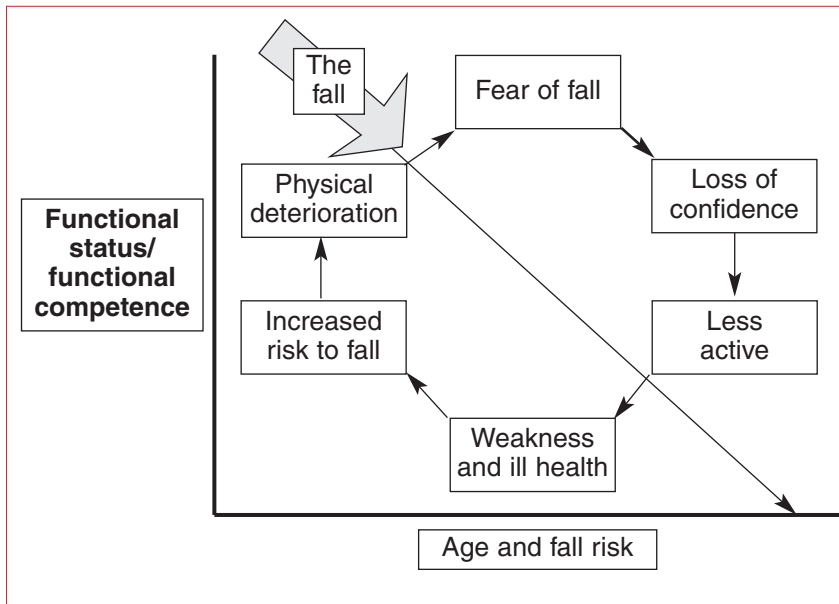 The
fall
Fear of fall
Physical
deterioration
Loss of
confidence
Functional
status/
functional
competence
Increased
risk to fall
Less
active
Weakness
and ill health
Age and fall risk